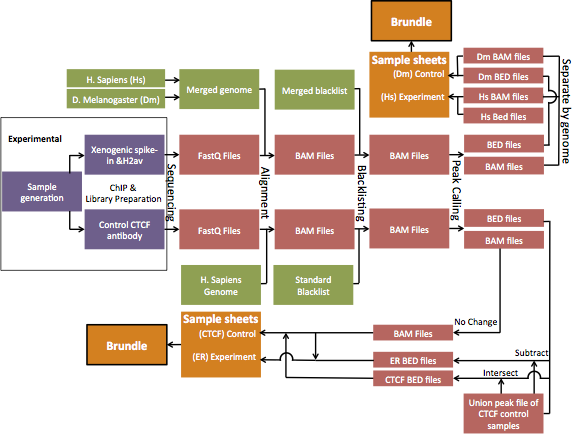 Brundle
Sample sheets
(Dm) Control
(Hs) Experiment
Dm BAM files
Dm BED files
Hs BAM files
Hs Bed files
Separate by genome
H. Sapiens (Hs)
D. Melanogaster (Dm)
Merged genome
Merged blacklist
Experimental
Xenogenic spike-
in &H2av
Sample
generation
ChIP &
Library Preparation
Control CTCF
antibody
Sequencing
FastQ Files
Alignment
BAM Files
Blacklisting
BAM Files
Peak Calling
BED files
BAM files
FastQ Files
BAM Files
BAM Files
BED files
BAM files
H. Sapiens
Genome
Standard
Blacklist
No Change
Brundle
Sample sheets
(CTCF) Control
(ER) Experiment
BAM Files
ER BED files
CTCF BED files
Subtract
Intersect
Union peak file of
CTCF control
samples